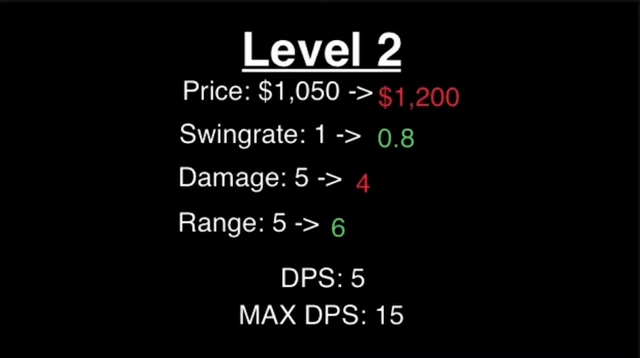 Level 2
Price: $1,050 -> $1,200
Swingrate: 1 -> 0.8
Damage: 5 -> 4
Range: 5 -> 6
DPS: 5
MAX DPS: 15